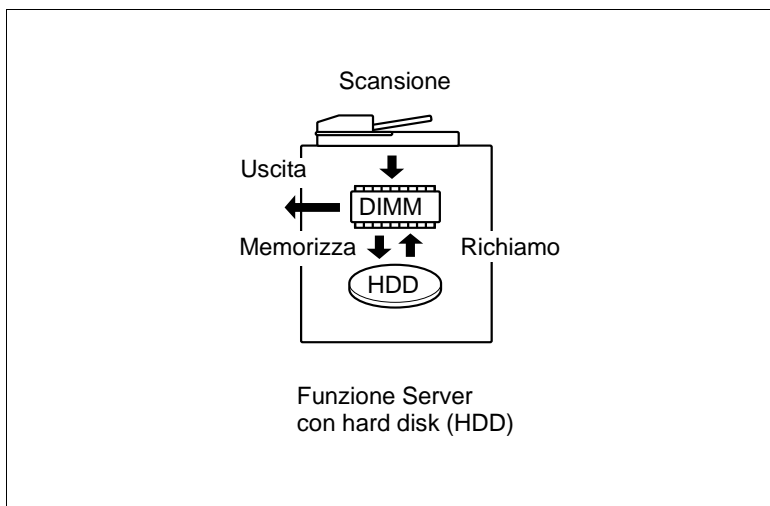 Scansione
Uscita
DIMM
Memorizza
Richiamo
HDD
Funzione Server
con hard disk (HDD)